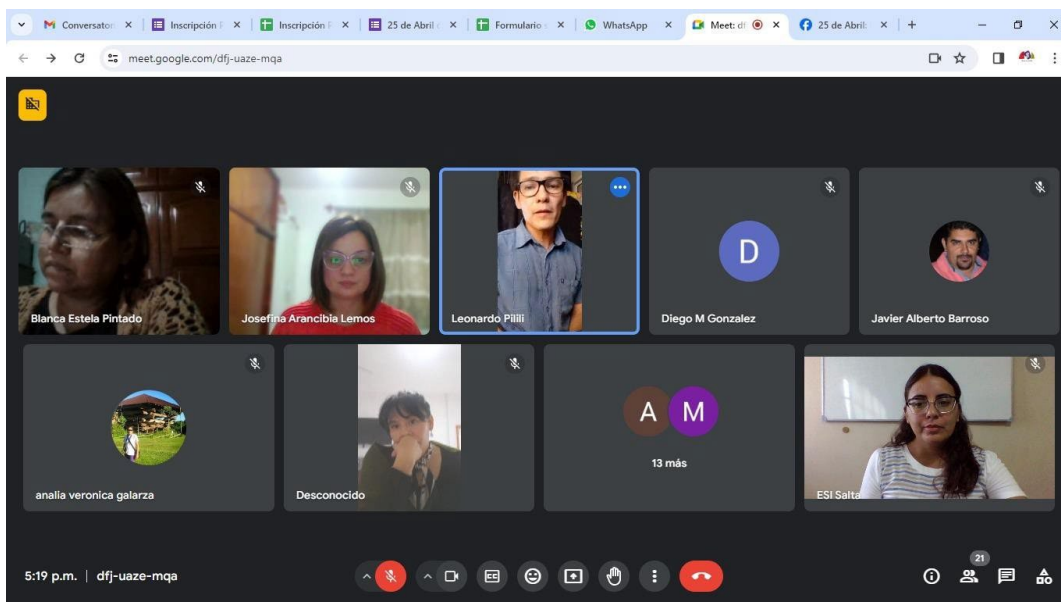 Conversator
Inscripción F
Inscripción F
25 de Abril
Formulario
WhatsApp
Meet: df
25 de Abril:
meet.google.com/dfj-uaze-mqa
Blanca Estela Pintado
Josefina Arancibia Lemos
Leonardo Pilili
D
Diego M Gonzalez
Javier Alberto Barroso
analia veronica galarza
Desconocido
A M
13 más
ESI Salta
5:19 p.m. | dfj-uaze-mqa
CC
21